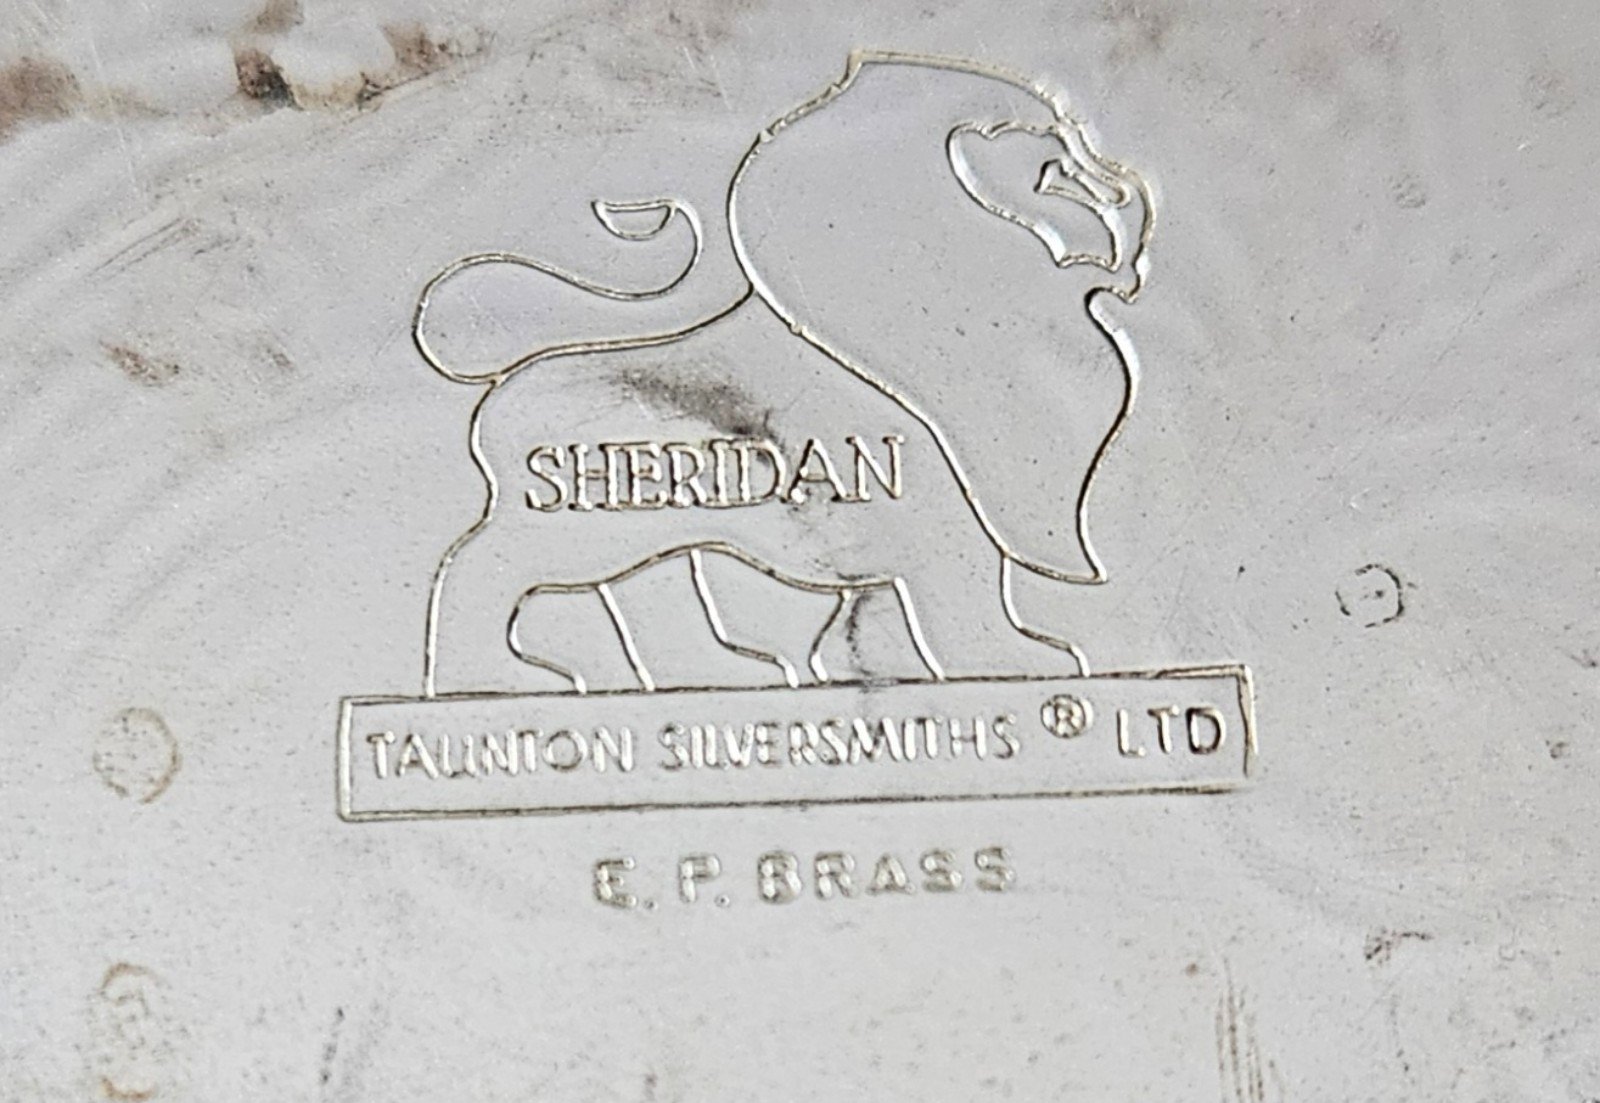 SHERIDAN
TAUNTON SILVERSMITHS ® LTD
E. P. BRASS